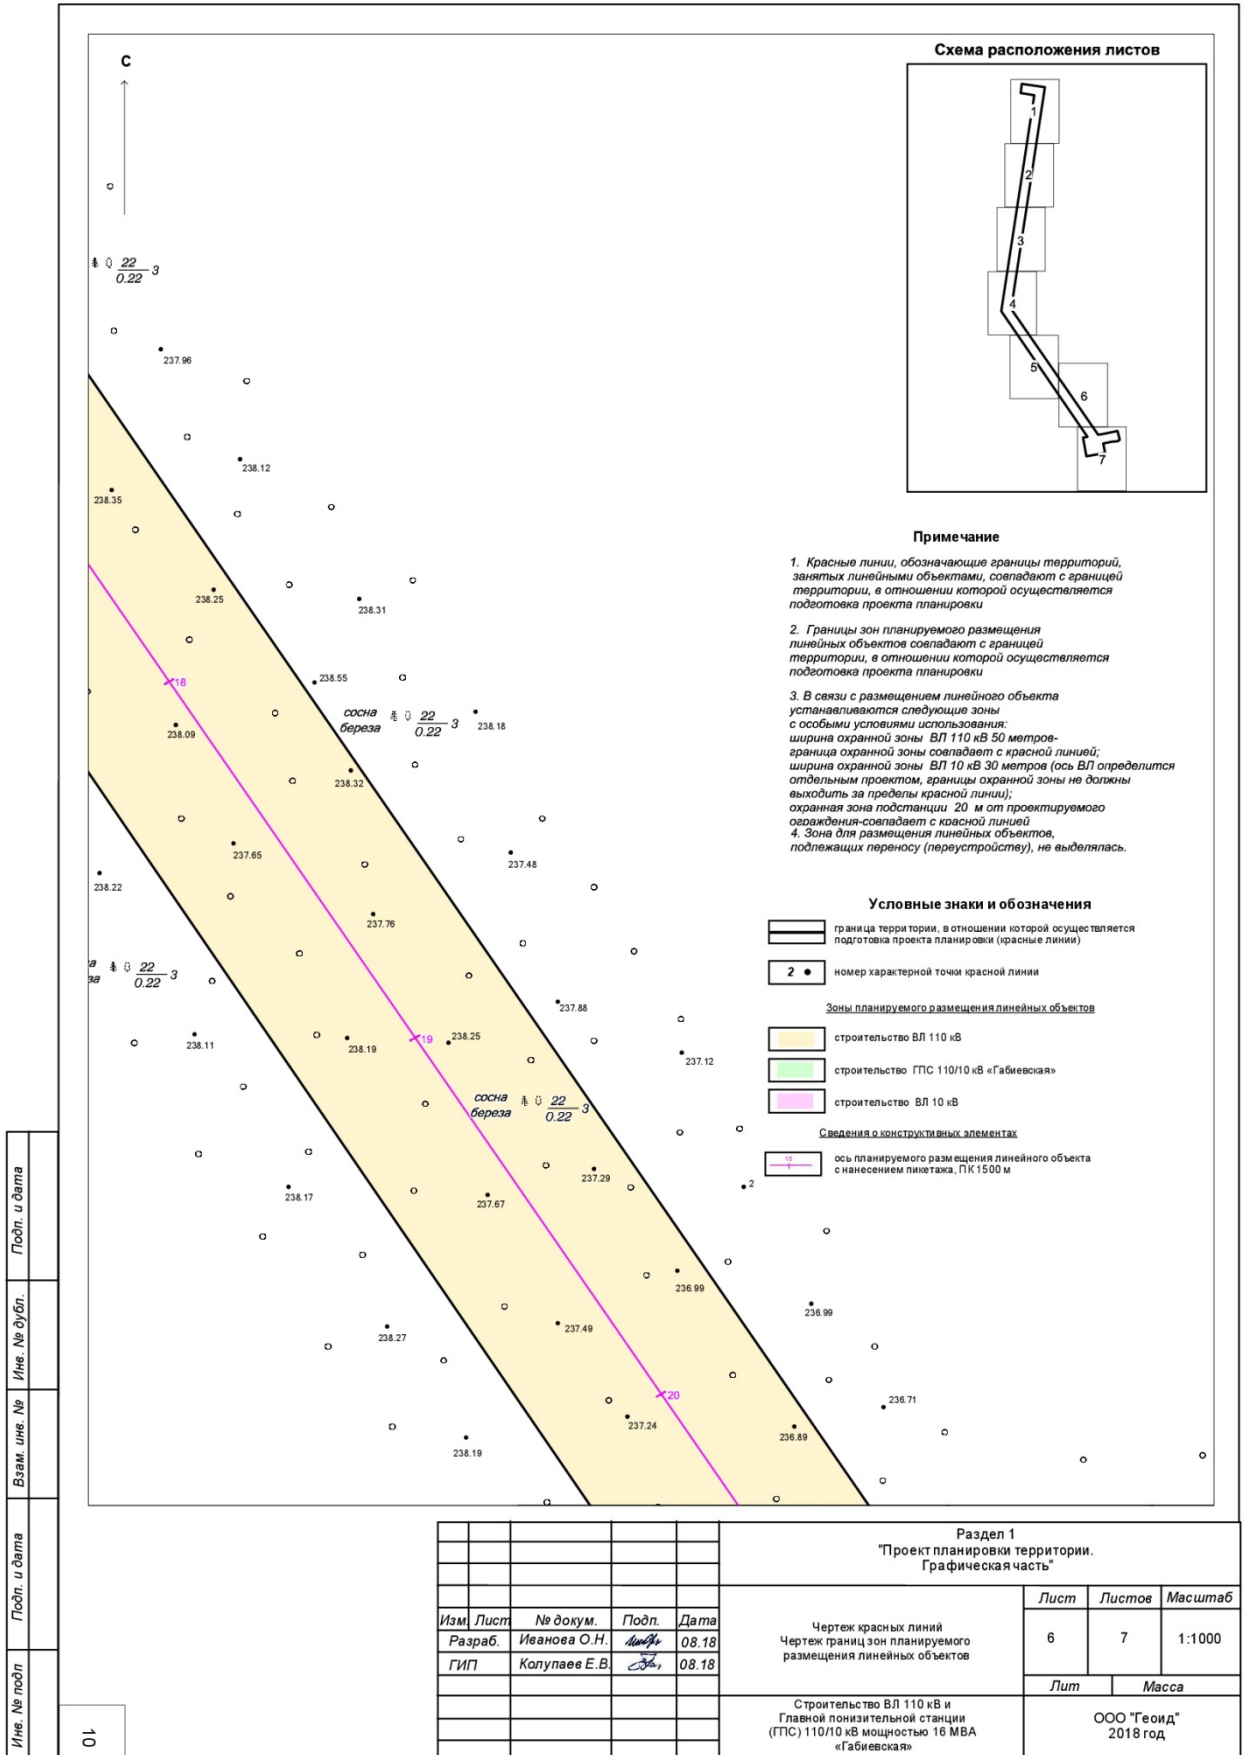 С
Схема расположения листов
1
2
3
4
5
6
7
22
0.22
3
237.96
238.12
238.35
238.25
238.31
18
238.55
238.09
сосна
береза
22
0.22
3
238.18
238.32
237.65
237.48
238.22
237.76
а
за
22
0.22
3
237.88
238.11
238.19
19
238.25
237.12
сосна
береза
22
0.22
3
238.17
237.67
237.29
2
236.99
236.99
238.27
237.49
20
237.24
236.89
236.71
238.19
Примечание
1. Красные линии, обозначающие границы территорий,
занятых линейными объектами, совпадают с границей
территории, в отношении которой осуществляется
подготовка проекта планировки
2. Границы зон планируемого размещения
линейных объектов совпадают с границей
территории, в отношении которой осуществляется
подготовка проекта планировки
3. В связи с размещением линейного объекта
устанавливаются следующие зоны
с особыми условиями использования:
ширина охранной зоны ВЛ 110 кВ 50 метров-
граница охранной зоны совпадает с красной линией;
ширина охранной зоны ВЛ 10 кВ 30 метров (ось ВЛ определится
отдельным проектом, границы охранной зоны не должны
выходить за пределы красной линии);
охранная зона подстанции 20 м от проектируемого
ограждения-совпадает с красной линией
4. Зона для размещения линейных объектов,
подлежащих переносу (переустройству), не выделялась.
Условные знаки и обозначения
граница территории, в отношении которой осуществляется
подготовка проекта планировки (красные линии)
2
номер характерной точки красной линии
Зоны планируемого размещения линейных объектов
строительство ВЛ 110 кВ
строительство ГПС 110/10 кВ «Габиевская»
строительство ВЛ 10 кВ
Сведения о конструктивных элементах
15
ось планируемого размещения линейного объекта
с нанесением пикетажа, ПК 1500 м
Подп. и дата
Инв. № дубл.
Взам. инв. №
Подп. и дата
Инв. № подп
10
Раздел 1
"Проект планировки территории.
Графическая часть"
Изм. Лист № докум. Подп. Дата
Разраб. Иванова О.Н. 08.18
ГИП Колупаев Е.В. 08.18
Чертеж красных линий
Чертеж границ зон планируемого
размещения линейных объектов
Лист Листов Масштаб
6 7 1:1000
Лит Масса
Строительство ВЛ 110 кВ и
Главной понизительной станции
(ГПС) 110/10 кВ мощностью 16 МВА
«Габиевская»
ООО "Геоид"
2018 год